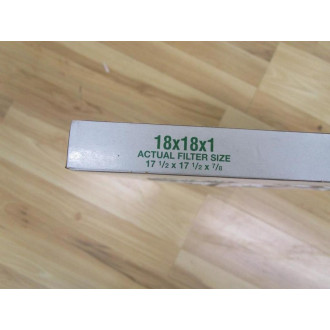 18x18x1
ACTUAL FILTER SIZE
17 1/2 x 17 1/2 x 7/8